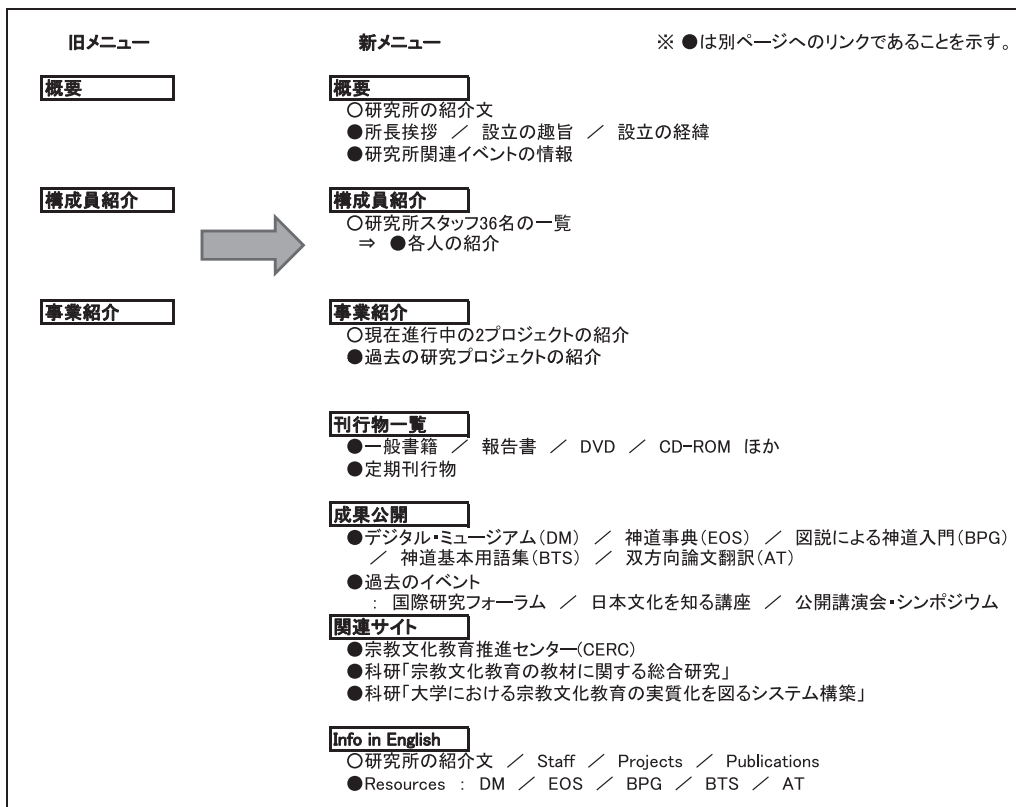 旧メニュー 新メニュー ※ ●は別ページへのリンクであることを示す。
概要 概要
○研究所の紹介文
●所長挨拶 ／ 設立の趣旨 ／ 設立の経緯
●研究所関連イベントの情報
構成員紹介 構成員紹介
○研究所スタッフ36名の一覧
⇒ ●各人の紹介
事業紹介 事業紹介
○現在進行中の2プロジェクトの紹介
●過去の研究プロジェクトの紹介
刊行物一覧
●一般書籍 ／ 報告書 ／ DVD ／ CD-ROM ほか
●定期刊行物
成果公開
●デジタル・ミュージアム(DM) ／ 神道事典(EOS) ／ 図説による神道入門(BPG)
／ 神道基本用語集(BTS) ／ 双方向論文翻訳(AT)
●過去のイベント
： 国際研究フォーラム ／ 日本文化を知る講座 ／ 公開講演会・シンポジウム
関連サイト
●宗教文化教育推進センター(CERC)
●科研「宗教文化教育の教材に関する総合研究」
●科研「大学における宗教文化教育の実質化を図るシステム構築」
Info in English
○研究所の紹介文 ／ Staff ／ Projects ／ Publications
●Resources ： DM ／ EOS ／ BPG ／ BTS ／ AT